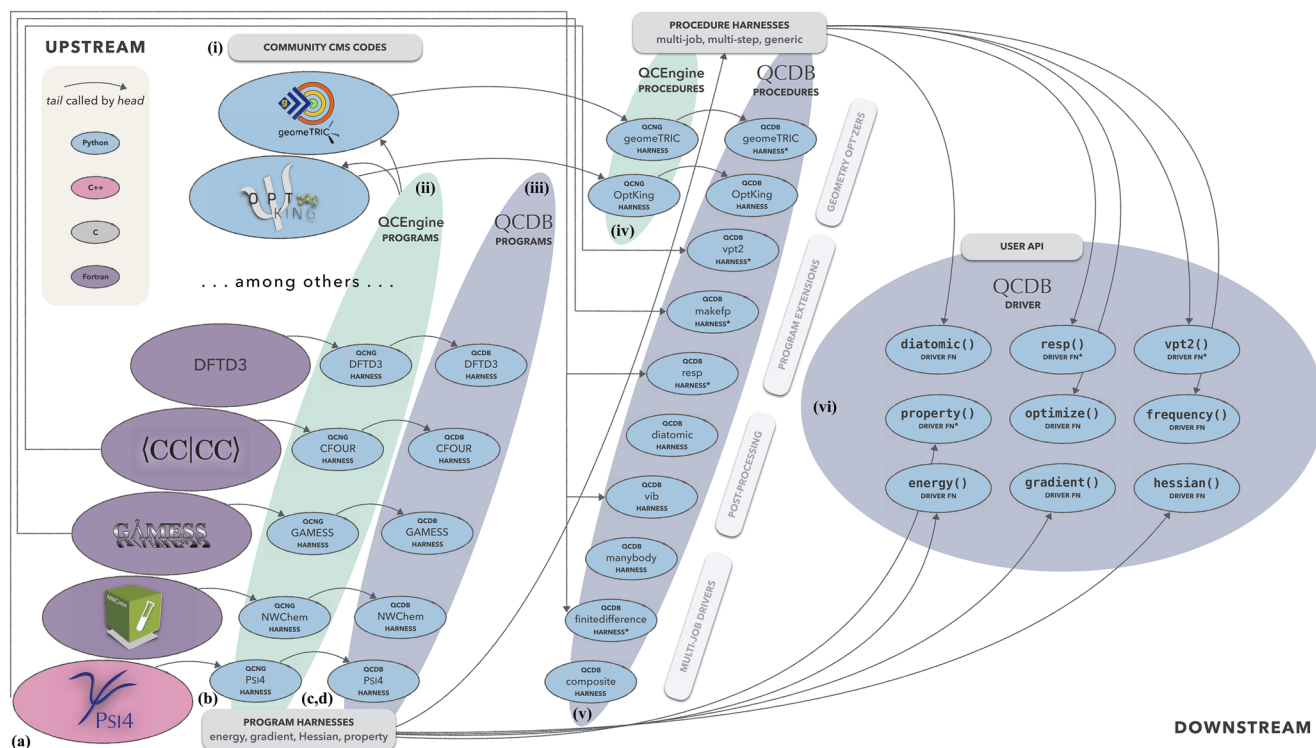 UPSTREAM
tail called by head
Python
C++
C
Fortran
(i)
COMMUNITY CMS CODES
geomeTRIC
OPT
KING
. . . among others . . .
DFTD3
⟨CC|CC⟩
GAMESS
NWChem
PSI4
(a)
(ii)
QCEngine
PROGRAMS
QCNG
DFTD3
HARNESS
QCNG
CFOUR
HARNESS
QCNG
GAMESS
HARNESS
QCNG
NWChem
HARNESS
QCNG
PSI4
HARNESS
(b)
(iii)
QCDB
PROGRAMS
QCDB
DFTD3
HARNESS
QCDB
CFOUR
HARNESS
QCDB
GAMESS
HARNESS
QCDB
NWChem
HARNESS
QCDB
PSI4
HARNESS
(c,d)
PROGRAM HARNESSES
energy, gradient, Hessian, property
PROCEDURE HARNESSES
multi-job, multi-step, generic
QCEngine
PROCEDURES
QCNG
geomeTRIC
HARNESS
QCNG
OptKing
HARNESS
(iv)
QCDB
PROCEDURES
QCDB
geomeTRIC
HARNESS*
QCDB
OptKing
HARNESS
QCDB
vpt2
HARNESS*
QCDB
makefp
HARNESS*
QCDB
resp
HARNESS*
QCDB
diatomic
HARNESS
QCDB
vib
HARNESS
QCDB
manybody
HARNESS
QCDB
finitedifference
HARNESS*
QCDB
composite
HARNESS
(v)
GEOMETRY OPT'ZERS
PROGRAM EXTENSIONS
POST-PROCESSING
MULTI-JOB DRIVERS
USER API
QCDB
DRIVER
(vi)
diatomic()
DRIVER FN
resp()
DRIVER FN*
vpt2()
DRIVER FN*
property()
DRIVER FN*
optimize()
DRIVER FN
frequency()
DRIVER FN
energy()
DRIVER FN
gradient()
DRIVER FN
hessian()
DRIVER FN
DOWNSTREAM